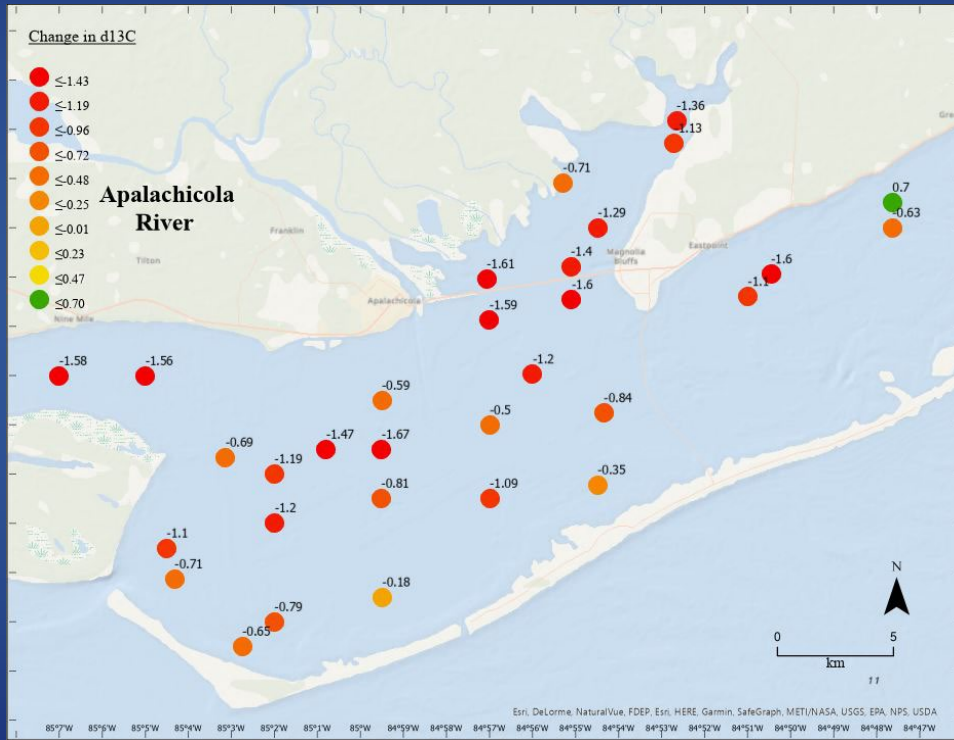 Change in d13C
≤-1.43
≤-1.19
≤-0.96
≤-0.72
≤-0.48
≤-0.25
≤-0.01
≤0.23
≤0.47
≤0.70
Apalachicola
River
-1.36
-1.13
-0.71
Gre
0.7
-0.63
-1.29
Franklin
Tilton
Magnolia
Bluffs
Eastpoint
-1.4
-1.61
-1.6
-1.6
-1.1
Apalachicola
Nine Mile
-1.59
-1.58
-1.56
-1.2
-0.59
-0.5
-0.84
-0.69
-1.47
-1.67
-1.19
-0.81
-1.09
-0.35
-1.2
-1.1
-0.71
-0.18
-0.79
-0.65
N
0 5
km
11
Esri, DeLorme, NaturalVue, FDEP, Esri, HERE, Garmin, SafeGraph, METI/NASA, USGS, EPA, NPS, USDA
85°7'W 85°6'W 85°5'W 85°4'W 85°3'W 85°2'W 85°1'W 85°0'W 84°59'W 84°58'W 84°57'W 84°56'W 84°55'W 84°54'W 84°53'W 84°52'W 84°51'W 84°50'W 84°49'W 84°48'W 84°47'W